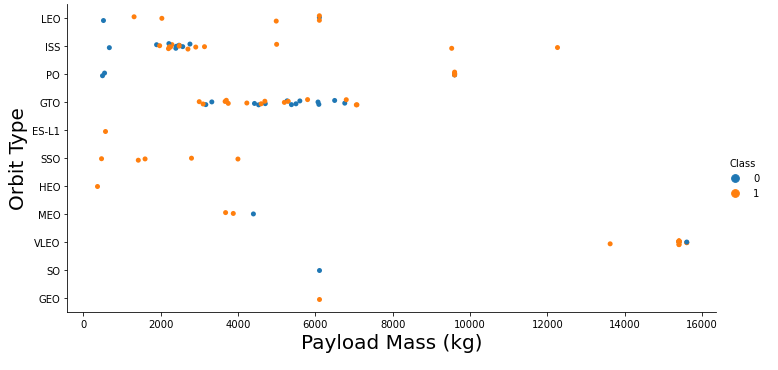 LEO
ISS
PO
GTO
ES-L1
SSO
HEO
MEO
VLEO
SO
GEO
Orbit Type
0 2000 4000 6000 8000 10000 12000 14000 16000
Payload Mass (kg)
Class
0
1